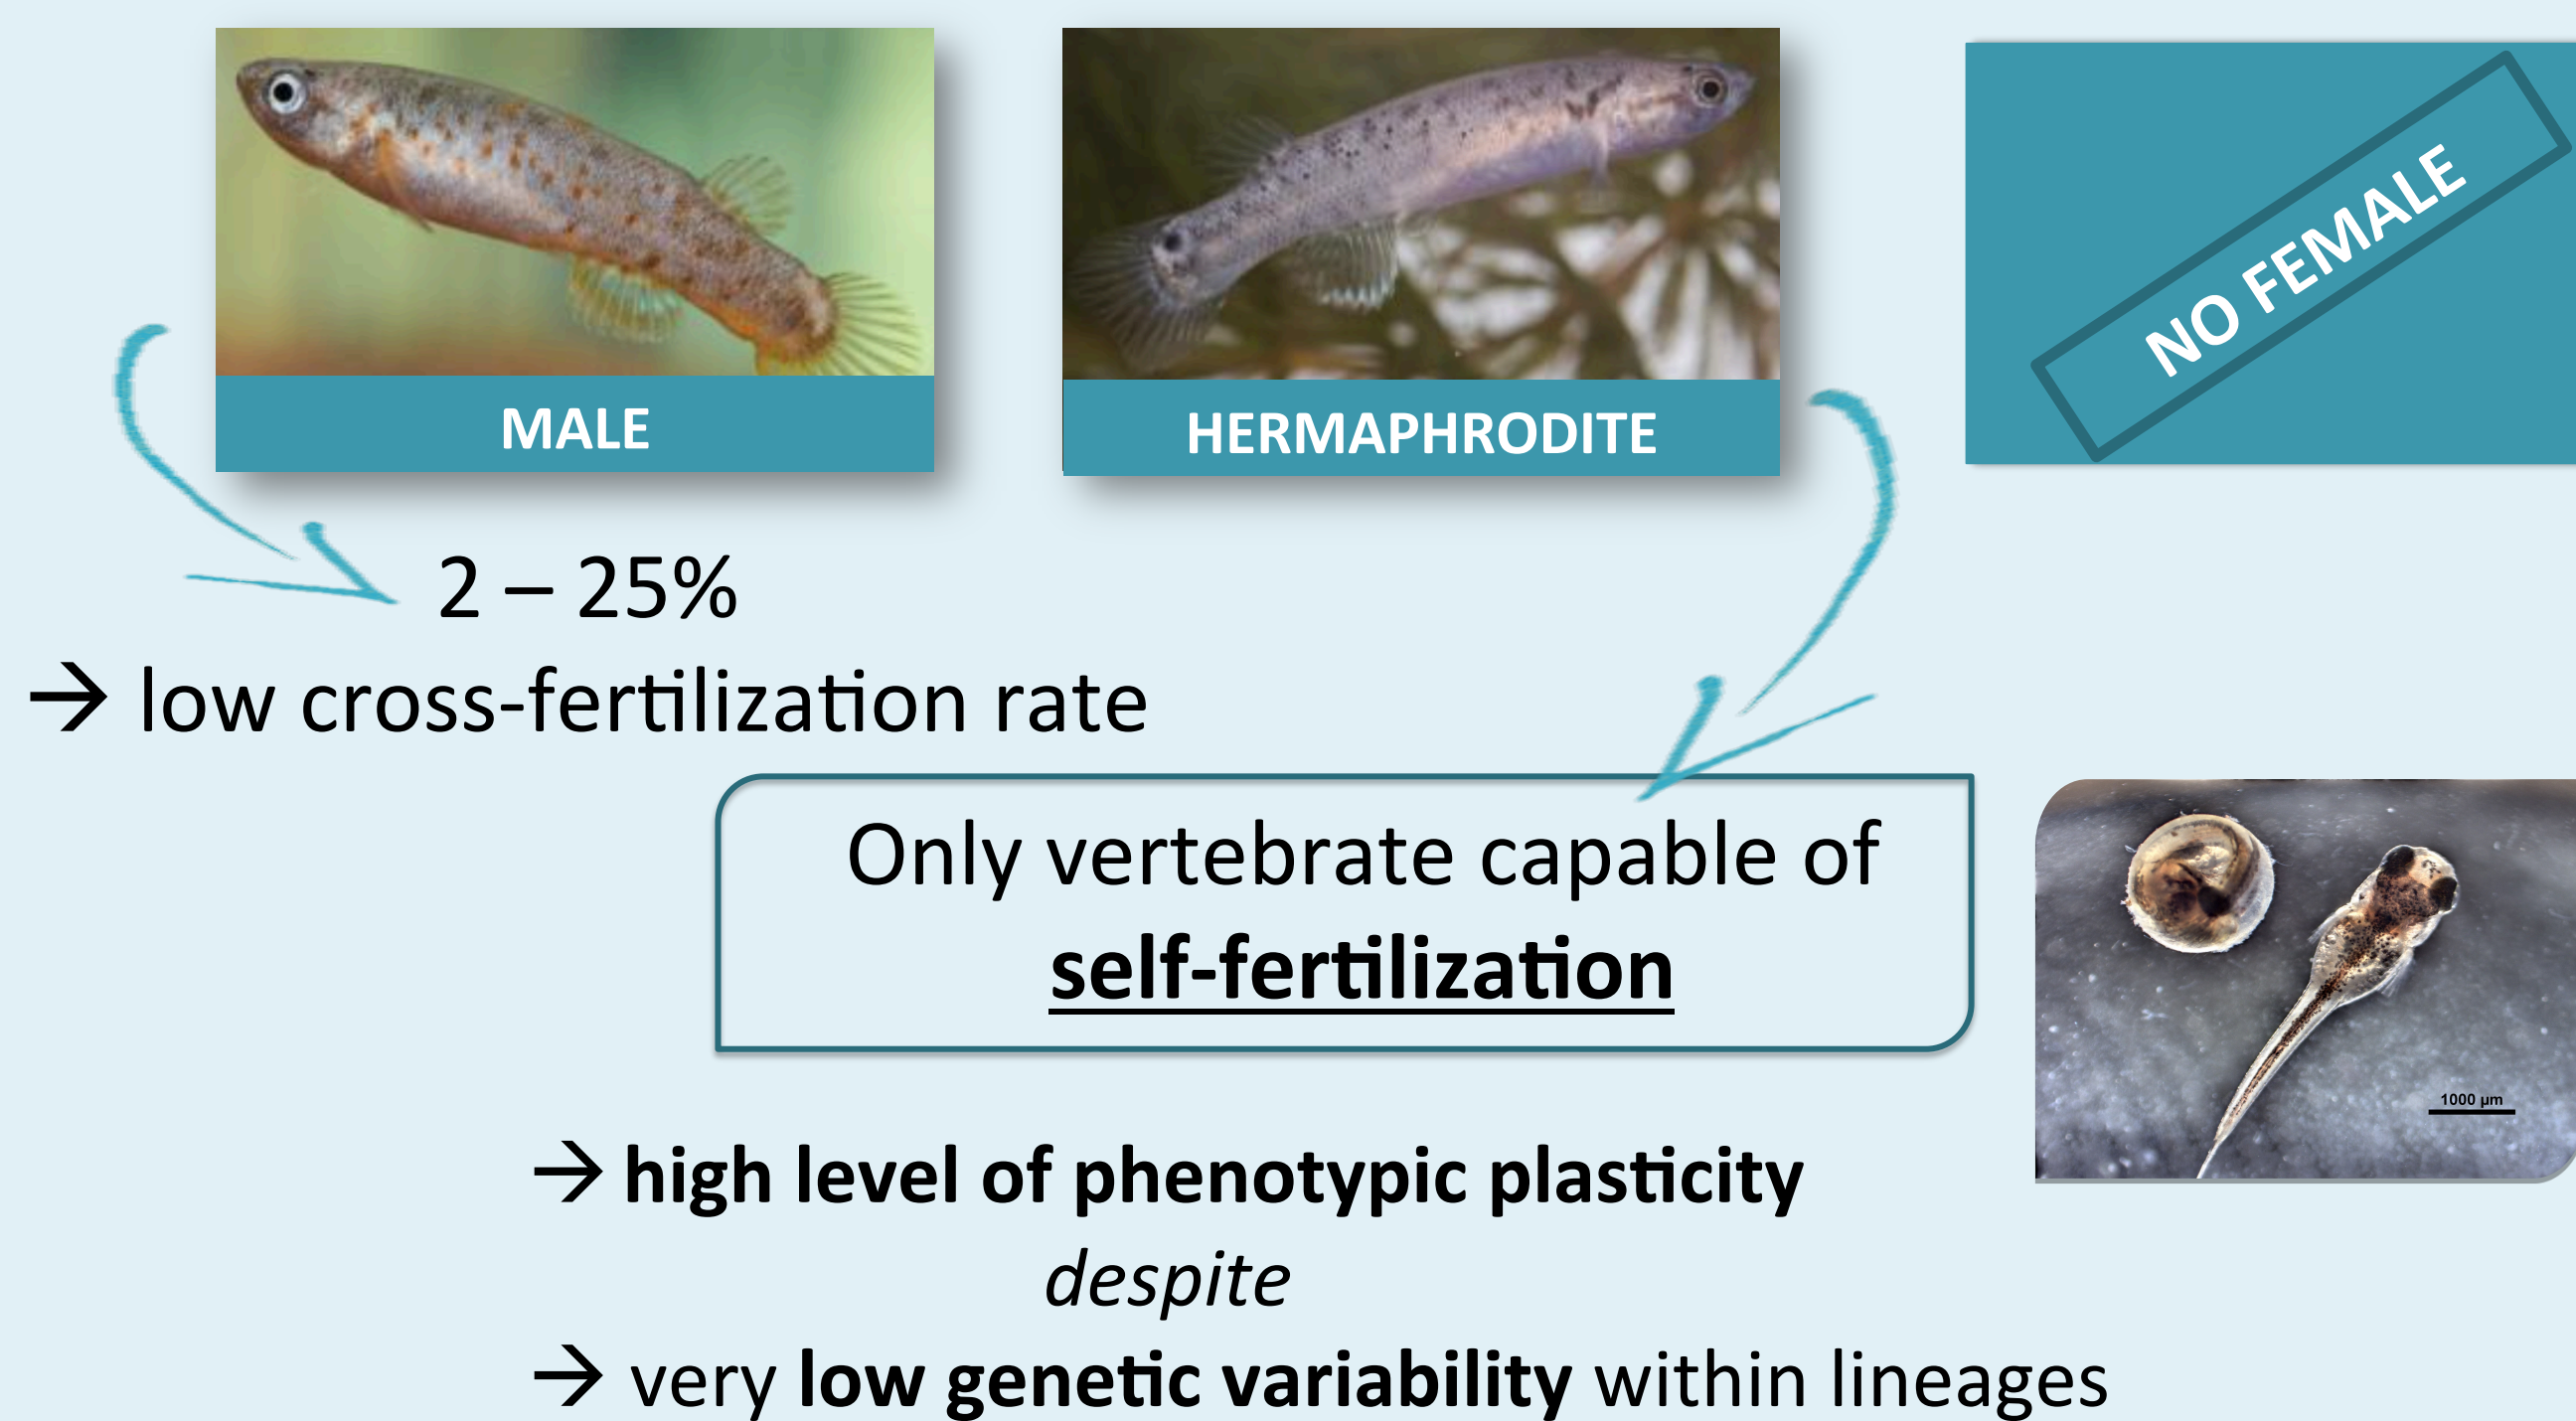 MALE
HERMAPHRODITE
NO FEMALE
2 – 25%
→ low cross-fertilization rate
Only vertebrate capable of
self-fertilization
1000 µm
→ high level of phenotypic plasticity
despite
→ very low genetic variability within lineages